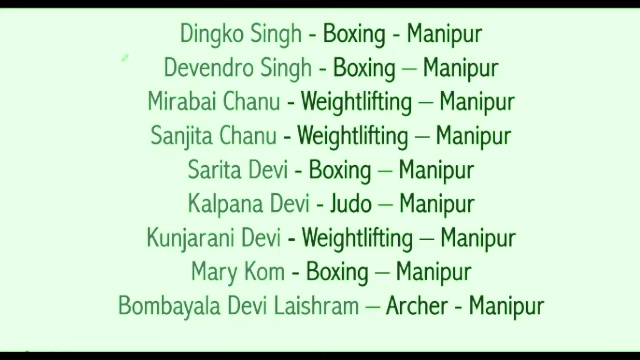 Dingko Singh - Boxing - Manipur
Devendro Singh - Boxing – Manipur
Mirabai Chanu - Weightlifting – Manipur
Sanjita Chanu - Weightlifting – Manipur
Sarita Devi - Boxing – Manipur
Kalpana Devi - Judo – Manipur
Kunjarani Devi - Weightlifting – Manipur
Mary Kom - Boxing – Manipur
Bombayala Devi Laishram – Archer - Manipur